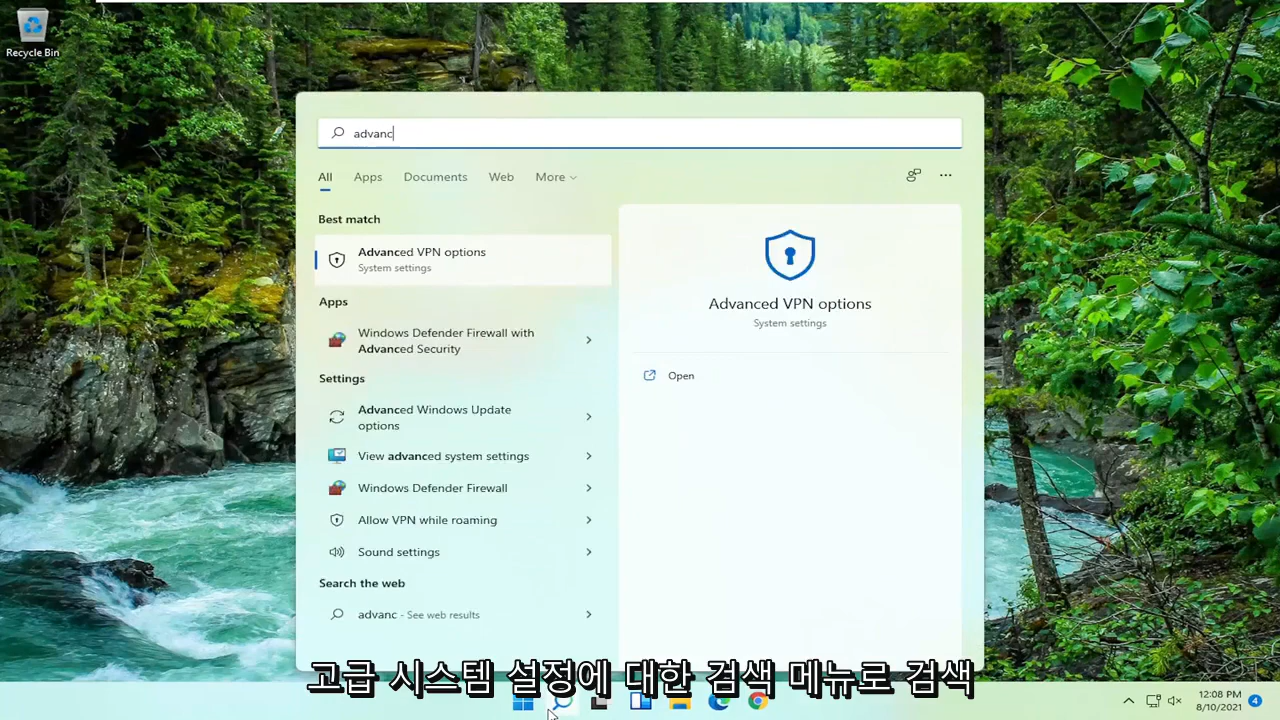 Recycle Bin
advanc
All Apps Documents Web More
Best match
Advanced VPN options
System settings
Apps
Windows Defender Firewall with
Advanced Security
Settings
Advanced Windows Update
options
View advanced system settings
Windows Defender Firewall
Allow VPN while roaming
Sound settings
Search the web
advanc - See web results
Advanced VPN options
System settings
Open
고급 시스템 설정에 대한 검색 메뉴로 검색
12:08 PM
8/10/2021
4